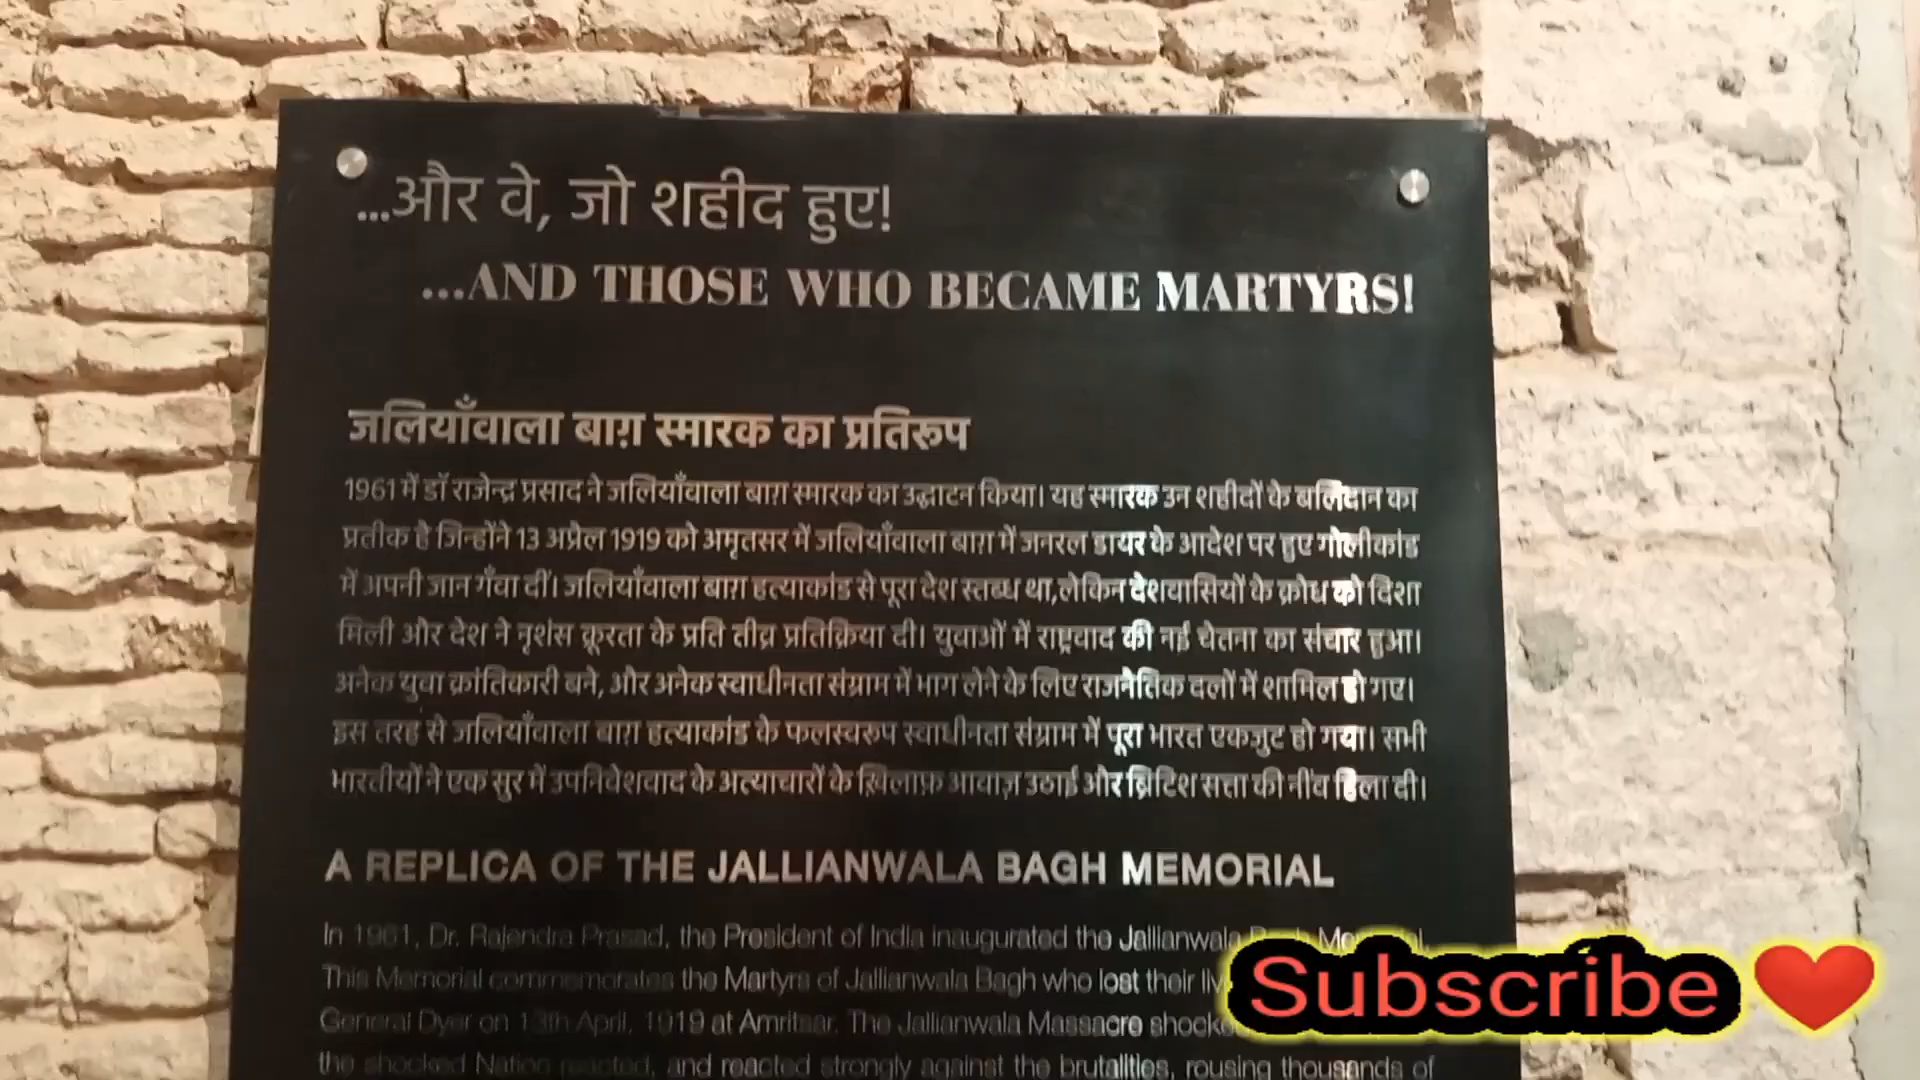 ...और वे, जो शहीद हुए!
...AND THOSE WHO BECAME MARTYRS!
जलियाँवाला बाग़ स्मारक का प्रतिरूप
1961 में डॉ राजेन्द्र प्रसाद ने जलियाँवाला बाग़ स्मारक का उद्घाटन किया। यह स्मारक उन शहीदों के बलिदान का
प्रतीक है जिन्होंने 13 अप्रैल 1919 को अमृतसर में जलियाँवाला बाग़ में जनरल डायर के आदेश पर हुए गोलीकांड
में अपनी जान गँवा दीं। जलियाँवाला बाग़ हत्याकांड से पूरा देश स्तब्ध था,लेकिन देशवासियों के क्रोध को दिशा
मिली और देश ने नृशंस क्रूरता के प्रति तीव्र प्रतिक्रिया दी। युवाओं में राष्ट्रवाद की नई चेतना का संचार हुआ।
अनेक युवा क्रांतिकारी बने, और अनेक स्वाधीनता संग्राम में भाग लेने के लिए राजनैतिक दलों में शामिल हो गए।
इस तरह से जलियाँवाला बाग़ हत्याकांड के फलस्वरूप स्वाधीनता संग्राम में पूरा भारत एकजुट हो गया। सभी
भारतीयों ने एक सुर में उपनिवेशवाद के अत्याचारों के ख़िलाफ़ आवाज़ उठाई और ब्रिटिश सत्ता की नींव हिला दी।
A REPLICA OF THE JALLIANWALA BAGH MEMORIAL
In 1961, Dr. Rajendra Prasad, the President of India inaugurated the Jallianwala
This Memorial commemorates the Martyrs of Jallianwala Bagh who lost their
General Dyer on 13th April, 1919 at Amritsar. The Jallianwala Massacre
the shocked Nation reacted, and reacted strongly against the brutalities, rousing thousands of
Subscribe